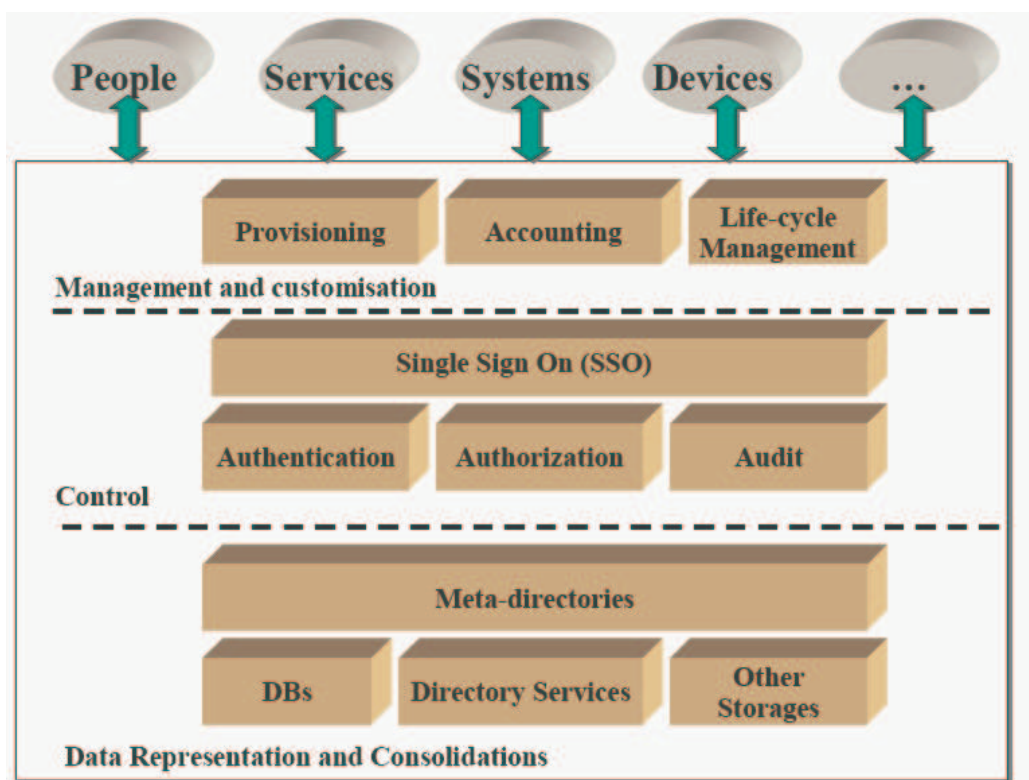 People
Services
Systems
Devices
...
Provisioning
Accounting
Life-cycle
Management
Management and customisation
Single Sign On (SSO)
Authentication
Authorization
Audit
Control
Meta-directories
DBs
Directory Services
Other
Storages
Data Representation and Consolidations